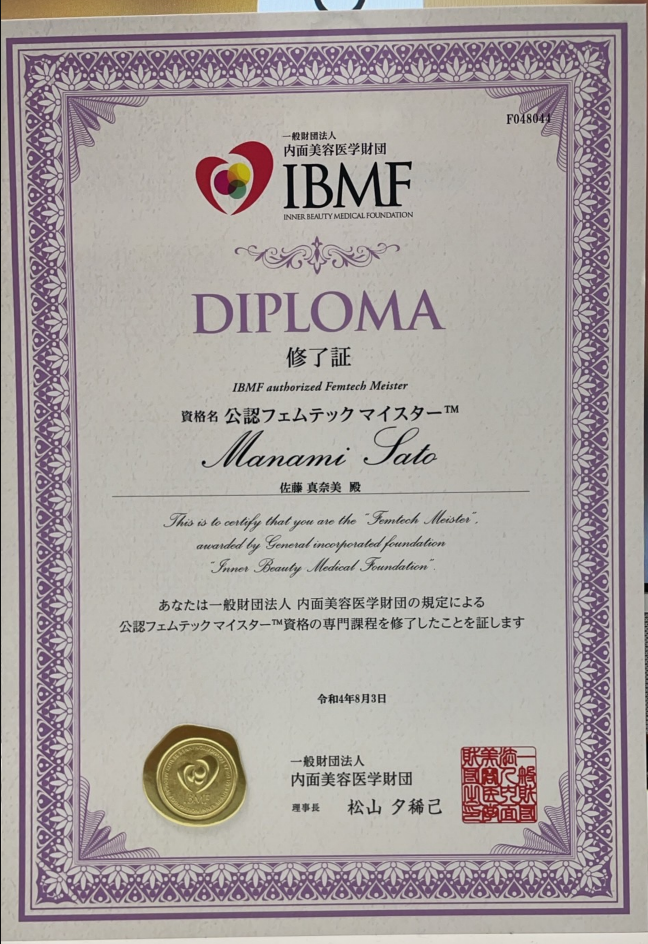 F048044
一般財団法人
内面美容医学財団
IBMF
INNER BEAUTY MEDICAL FOUNDATION
DIPLOMA
修了証
IBMF authorized Femtech Meister
資格名 公認フェムテック マイスター™
Manami Sato
佐藤 真奈美 殿
This is to certify that you are the "Femtech Meister",
awarded by General incorporated foundation
"Inner Beauty Medical Foundation".
あなたは一般財団法人 内面美容医学財団の規定による
公認フェムテック マイスター™資格の専門課程を修了したことを証します
令和4年8月3日
一般財団法人
内面美容医学財団
理事長 松山 夕稀己
IBMF